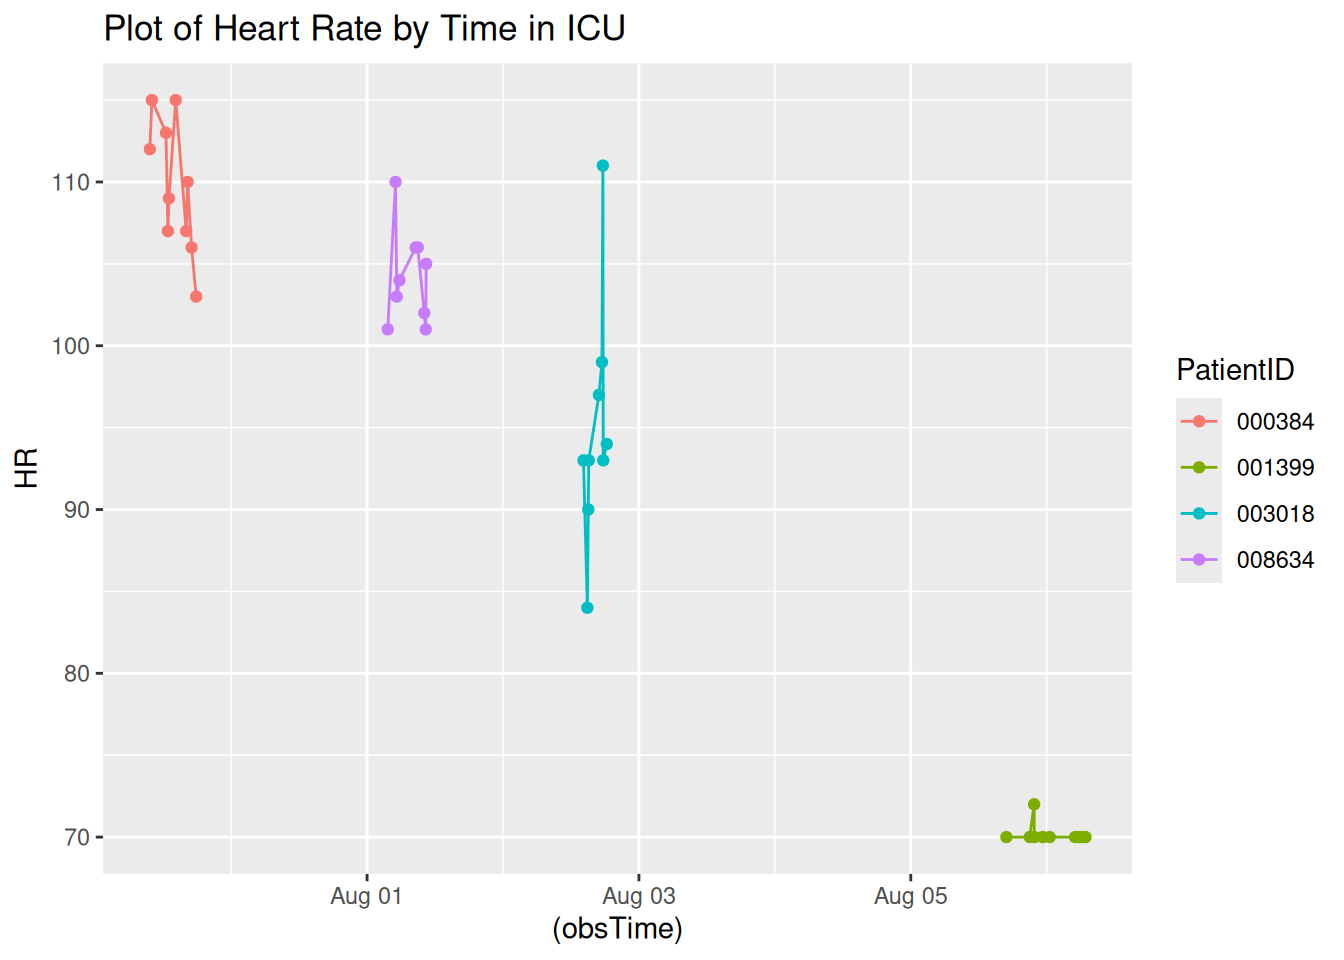 Plot of Heart Rate by Time in ICU
110
100
90
80
70
HR
Aug 01
Aug 03
Aug 05
(obsTime)
PatientID
000384
001399
003018
008634